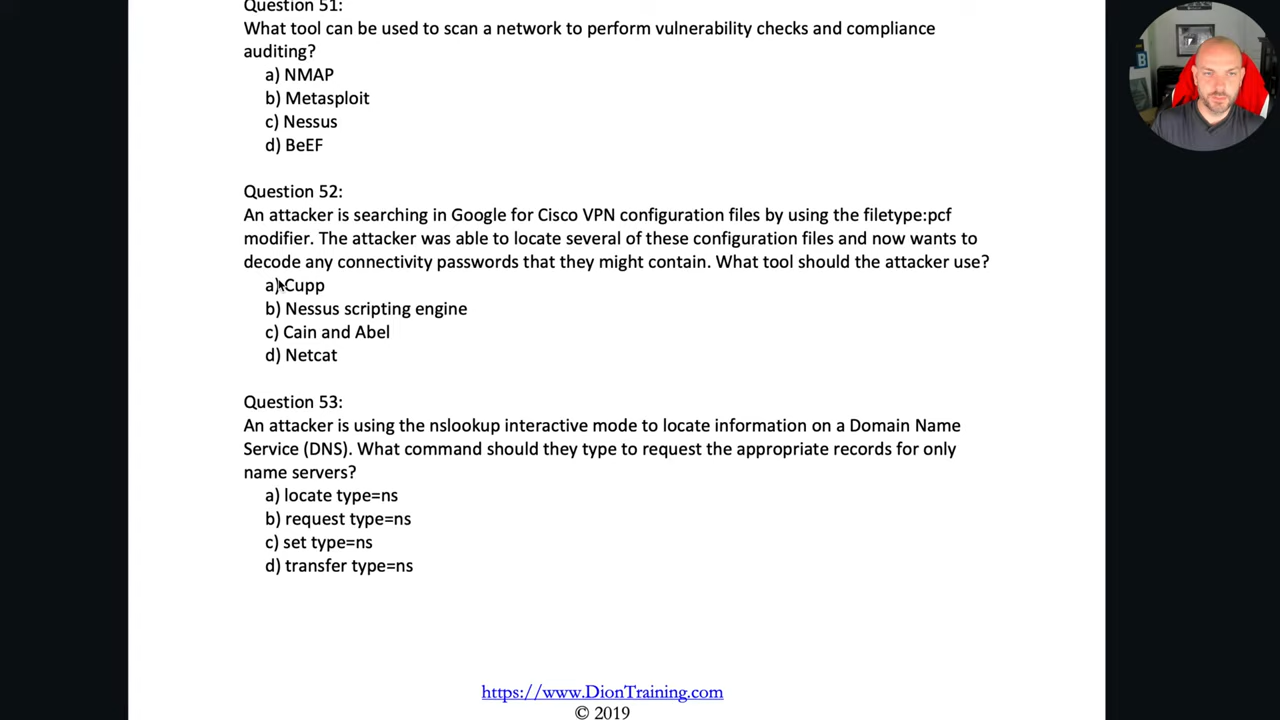 Question 51:
What tool can be used to scan a network to perform vulnerability checks and compliance
auditing?
a) NMAP
b) Metasploit
c) Nessus
d) BeEF
Question 52:
An attacker is searching in Google for Cisco VPN configuration files by using the filetype:pcf
modifier. The attacker was able to locate several of these configuration files and now wants to
decode any connectivity passwords that they might contain. What tool should the attacker use?
a) Cupp
b) Nessus scripting engine
c) Cain and Abel
d) Netcat
Question 53:
An attacker is using the nslookup interactive mode to locate information on a Domain Name
Service (DNS). What command should they type to request the appropriate records for only
name servers?
a) locate type=ns
b) request type=ns
c) set type=ns
d) transfer type=ns
https://www.DionTraining.com
© 2019